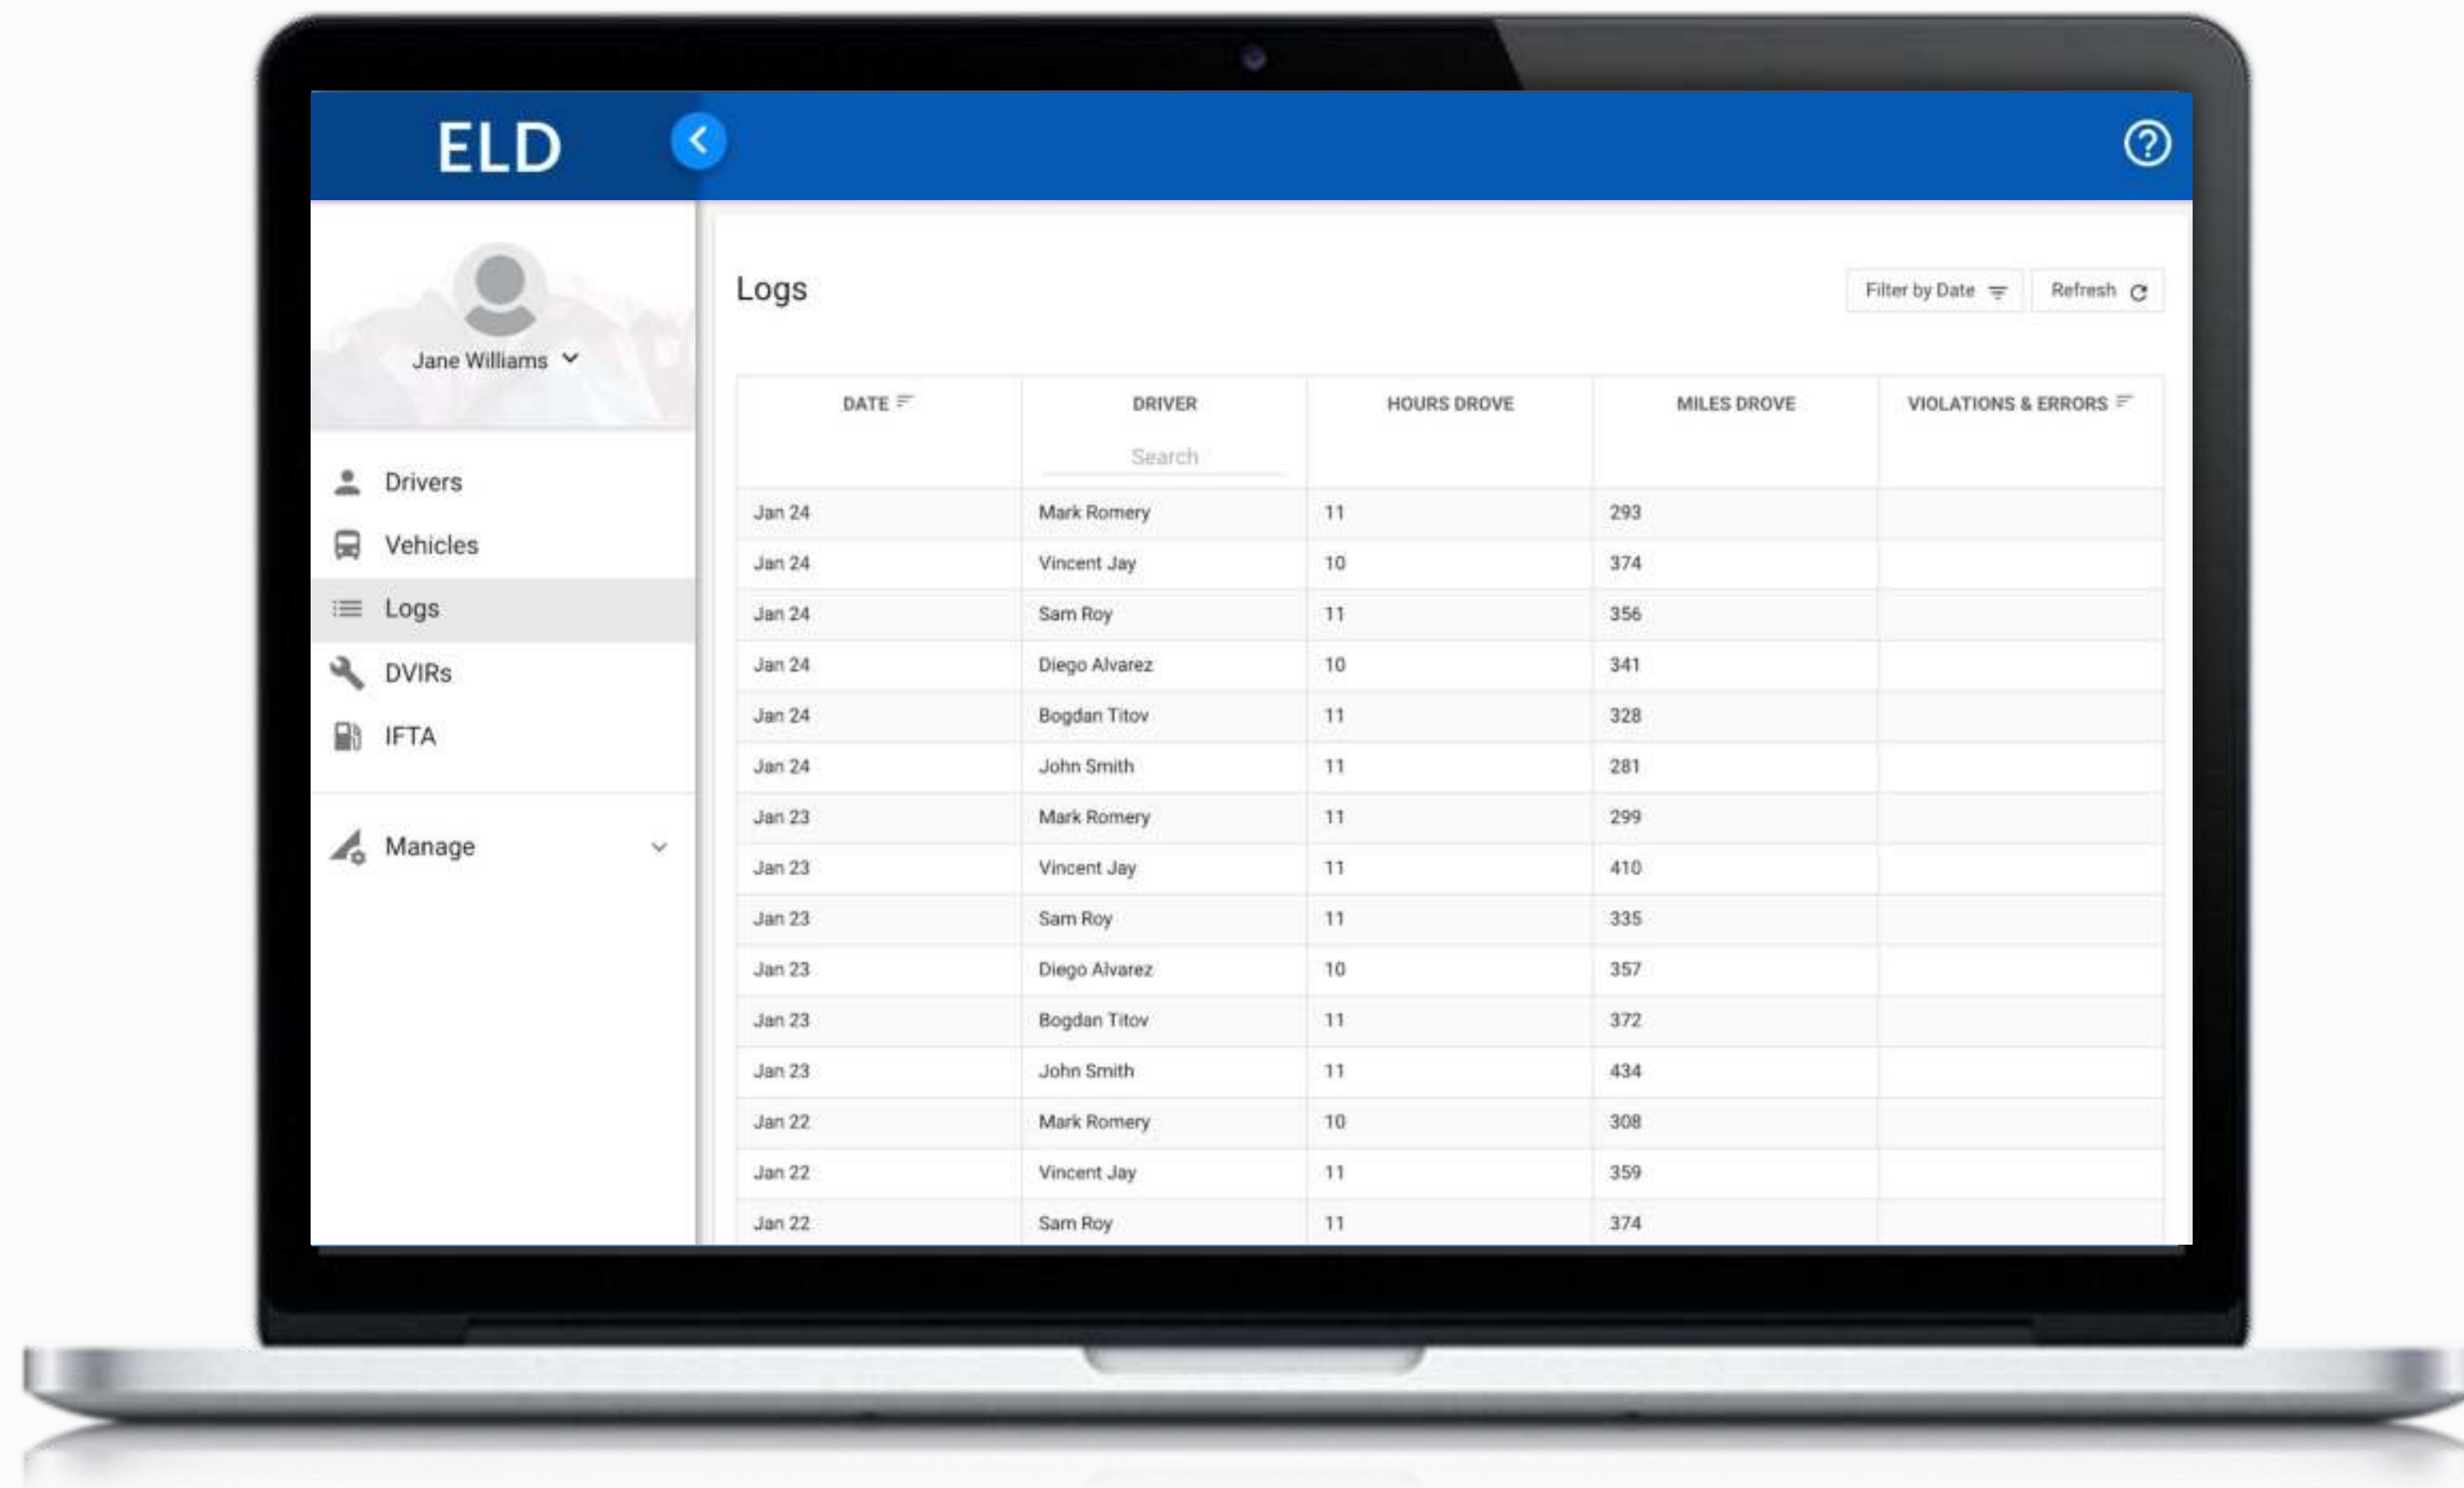 ELD
Jane Williams
Drivers
Vehicles
Logs
DVIRs
IFTA
Manage
Logs
Filter by Date
Refresh
DATE DRIVER HOURS DROVE MILES DROVE VIOLATIONS & ERRORS
Search
Jan 24 Mark Romery 11 293
Jan 24 Vincent Jay 10 374
Jan 24 Sam Roy 11 356
Jan 24 Diego Alvarez 10 341
Jan 24 Bogdan Titov 11 328
Jan 24 John Smith 11 281
Jan 23 Mark Romery 11 299
Jan 23 Vincent Jay 11 410
Jan 23 Sam Roy 11 335
Jan 23 Diego Alvarez 10 357
Jan 23 Bogdan Titov 11 372
Jan 23 John Smith 11 434
Jan 22 Mark Romery 10 308
Jan 22 Vincent Jay 11 359
Jan 22 Sam Roy 11 374